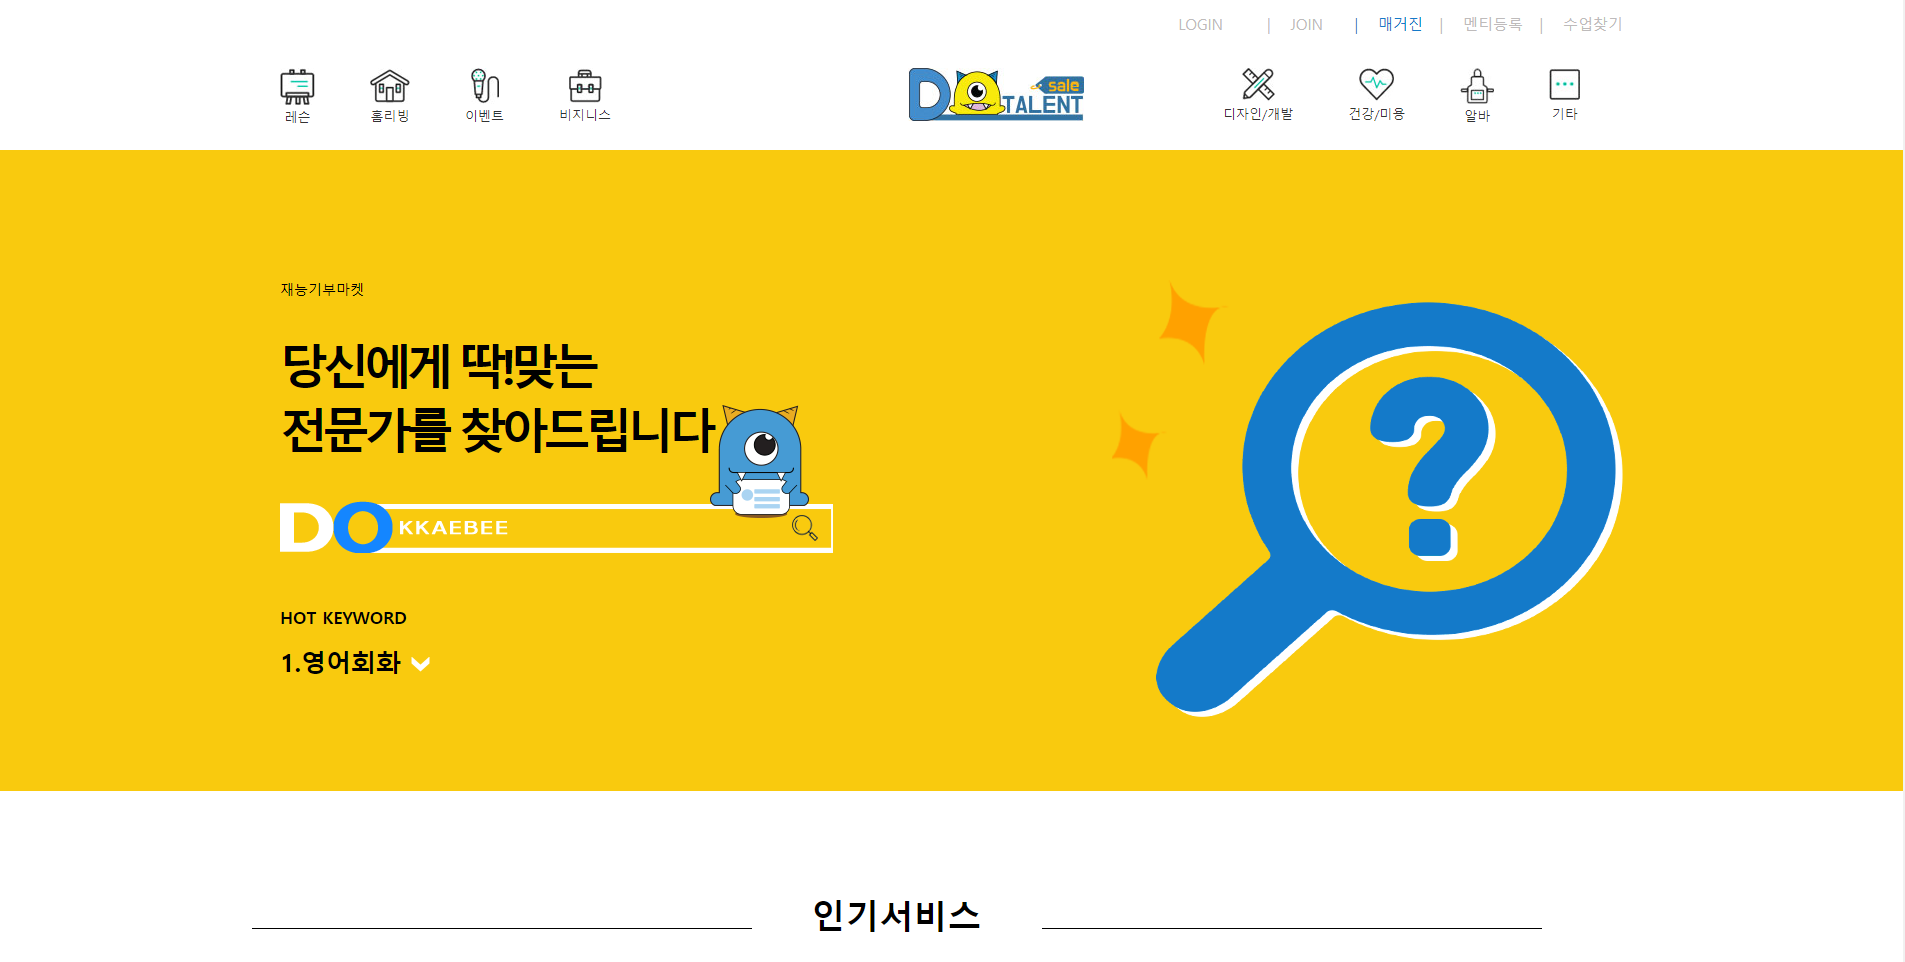 LOGIN | JOIN | 매거진 | 멘티등록 | 수업찾기
레슨 홈리빙 이벤트 비지니스
DO TALENT sale
디자인/개발 건강/미용 알바 기타
재능기부마켓
당신에게 딱!맞는
전문가를 찾아드립니다
DO KKAEBEE
?
HOT KEYWORD
1.영어회화
인기서비스